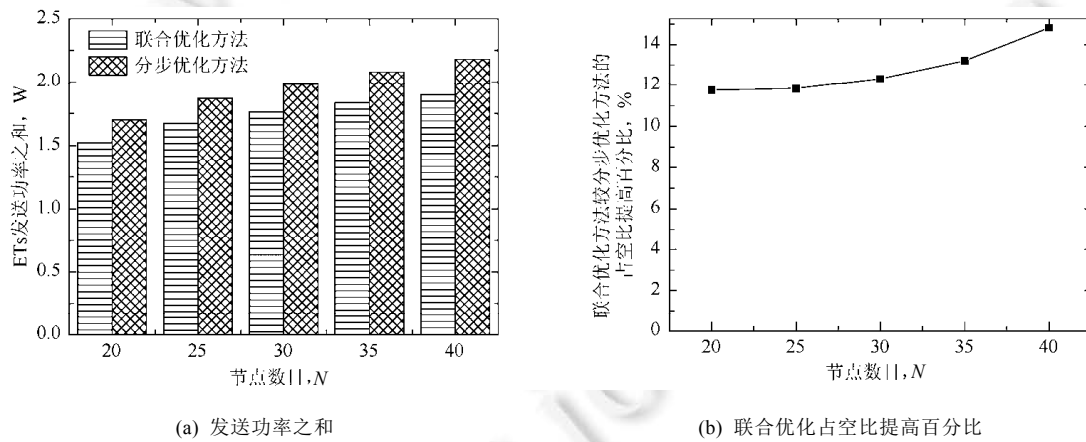 2.5
2.0
1.5
1.0
0.5
0.0
ETs发送功率之和, W
联合优化方法
分步优化方法
20 25 30 35 40
节点数||,N
(a) 发送功率之和
14
12
10
8
6
14
2
0
联合优化方法较分步优化方法的
占空比提高百分比, %
20 25 30 35 40
节点数||,N
(b) 联合优化占空比提高百分比